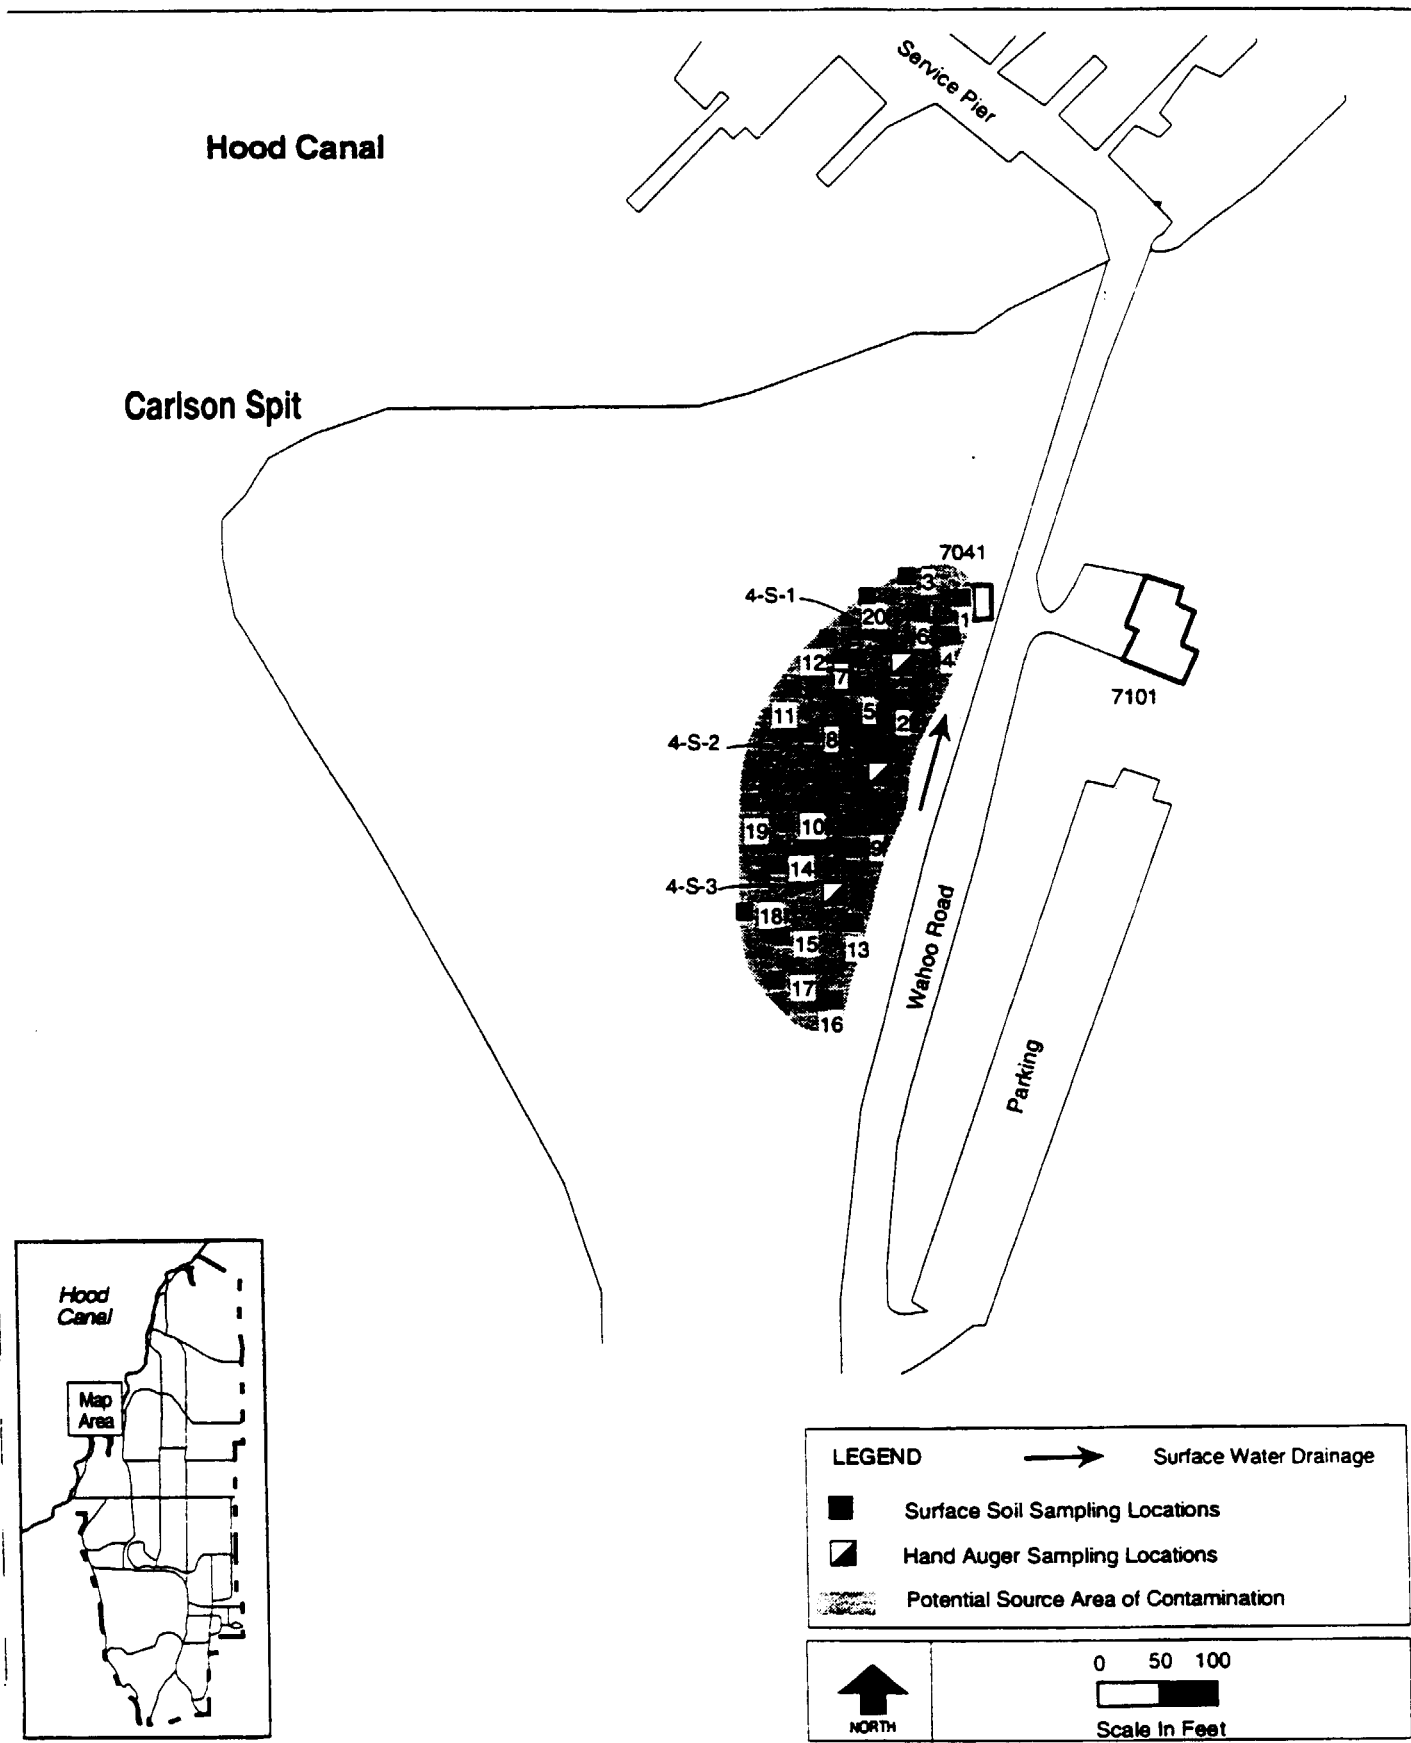 Service Pier
Hood Canal
Carlson Spit
7041
3
4-S-1
20
1
6
12
4
7
7101
11
5
2
4-S-2
8
19
10
9
14
4-S-3
18
15
13
Wahoo Road
17
16
Parking
Hood
Canal
Map
Area
LEGEND
Surface Water Drainage
Surface Soil Sampling Locations
Hand Auger Sampling Locations
Potential Source Area of Contamination
NORTH
0 50 100
Scale In Feet